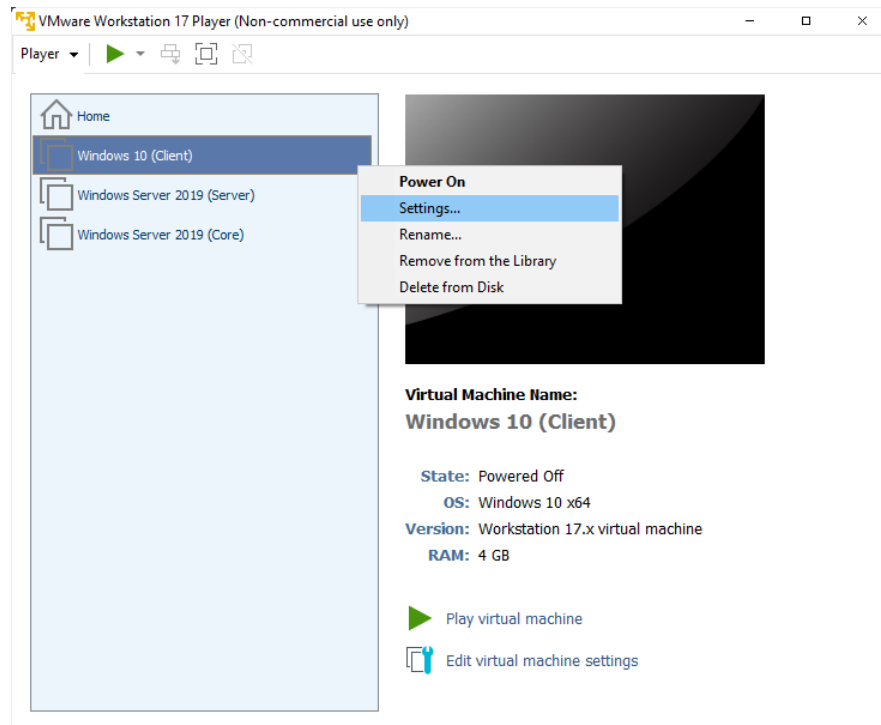 VMware Workstation 17 Player (Non-commercial use only)
Player
Home
Windows 10 (Client)
Windows Server 2019 (Server)
Windows Server 2019 (Core)
Power On
Settings...
Rename...
Remove from the Library
Delete from Disk
Virtual Machine Name:
Windows 10 (Client)
State: Powered Off
OS: Windows 10 x64
Version: Workstation 17.x virtual machine
RAM: 4 GB
Play virtual machine
Edit virtual machine settings